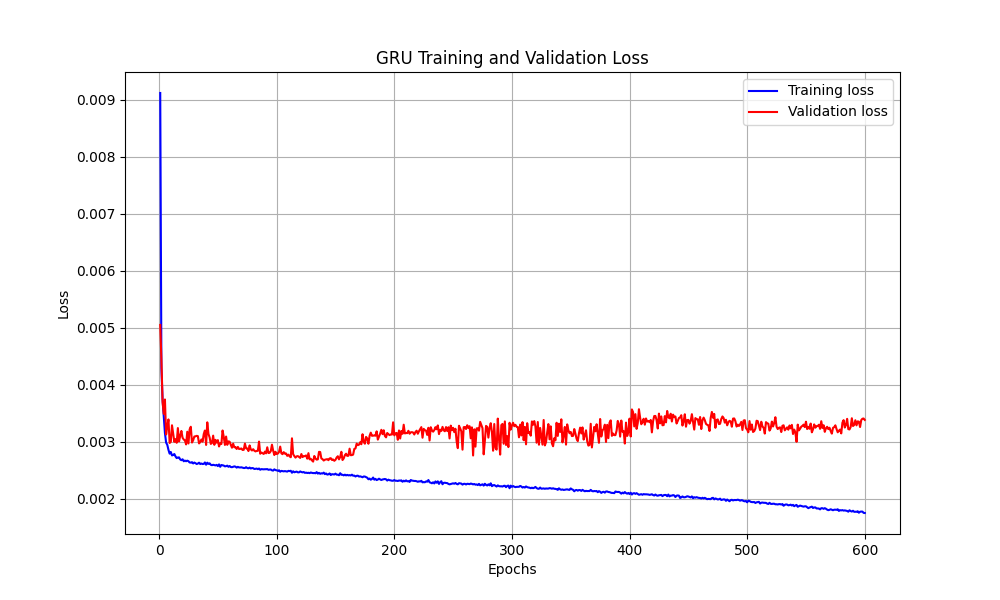 GRU Training and Validation Loss
Training loss
Validation loss
0.009
0.008
0.007
0.006
0.005
0.004
0.003
0.002
Loss
0 100 200 300 400 500 600
Epochs